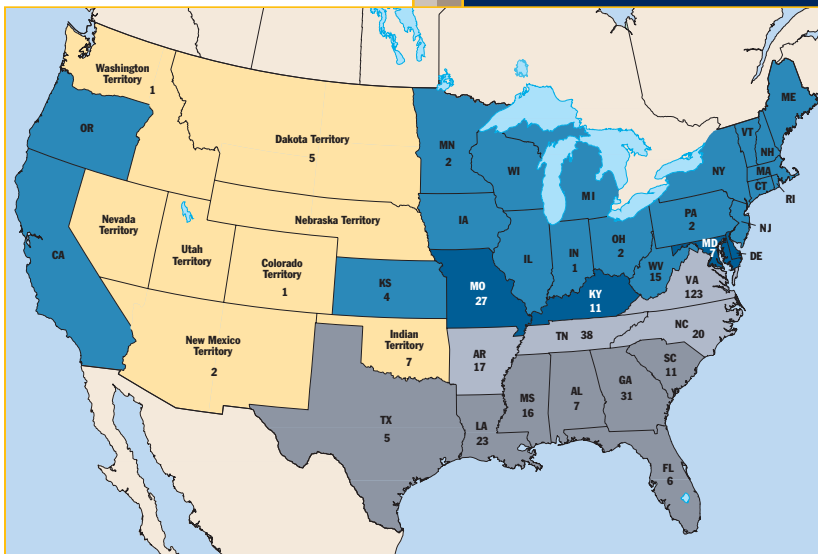 Washington
Territory
1
OR
CA
Nevada
Territory
Utah
Territory
Dakota Territory
5
Nebraska Territory
Colorado
Territory
1
New Mexico
Territory
2
KS
4
Indian
Territory
7
TX
5
MN
2
IA
MO
27
AR
17
LA
23
WI
IL
MI
IN
1
OH
2
KY
11
TN 38
MS
16
AL
7
GA
31
FL
6
SC
11
NC
20
VA
123
WV
15
MD
7
DE
PA
2
NJ
NY
CT
RI
MA
VT
NH
ME